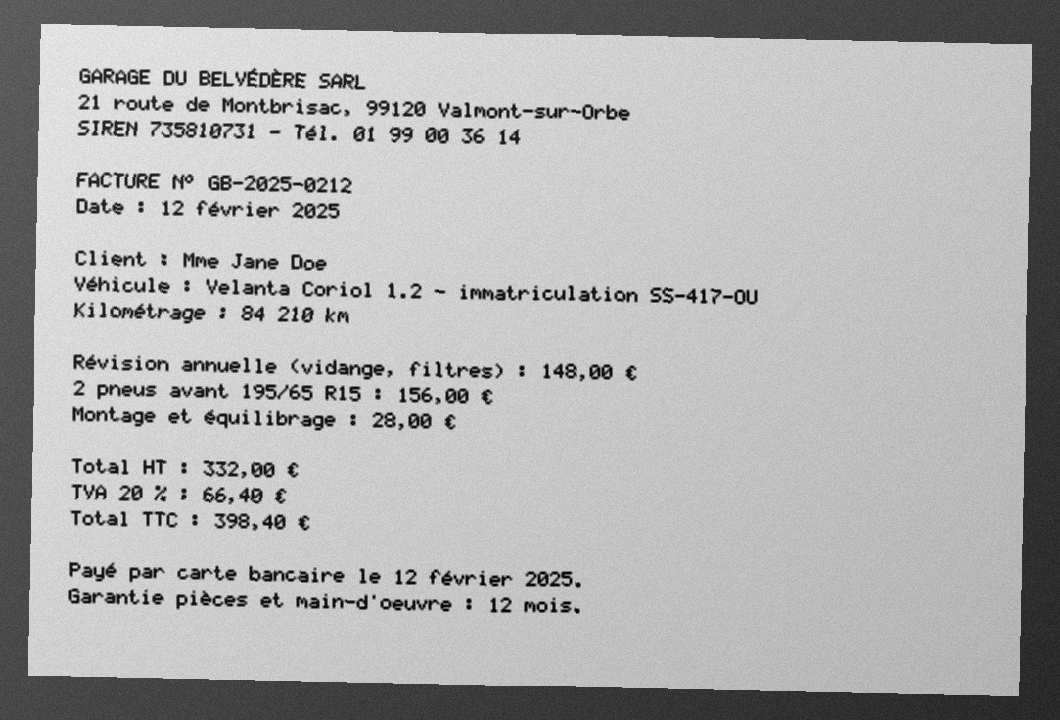 GARAGE DU BELVÉDÈRE SARL
21 route de Montbrisac, 99120 Valmont-sur-Orbe
SIREN 735810731 - Tél. 01 99 00 36 14
FACTURE Nº GB-2025-0212
Date : 12 février 2025
Client : Mme Jane Doe
Véhicule : Velanta Coriol 1.2 - immatriculation SS-417-OU
Kilométrage : 84 210 km
Révision annuelle (vidange, filtres) : 148,00 €
2 pneus avant 195/65 R15 : 156,00 €
Montage et équilibrage : 28,00 €
Total HT : 332,00 €
TVA 20 % : 66,40 €
Total TTC : 398,40 €
Payé par carte bancaire le 12 février 2025.
Garantie pièces et main-d'oeuvre : 12 mois.